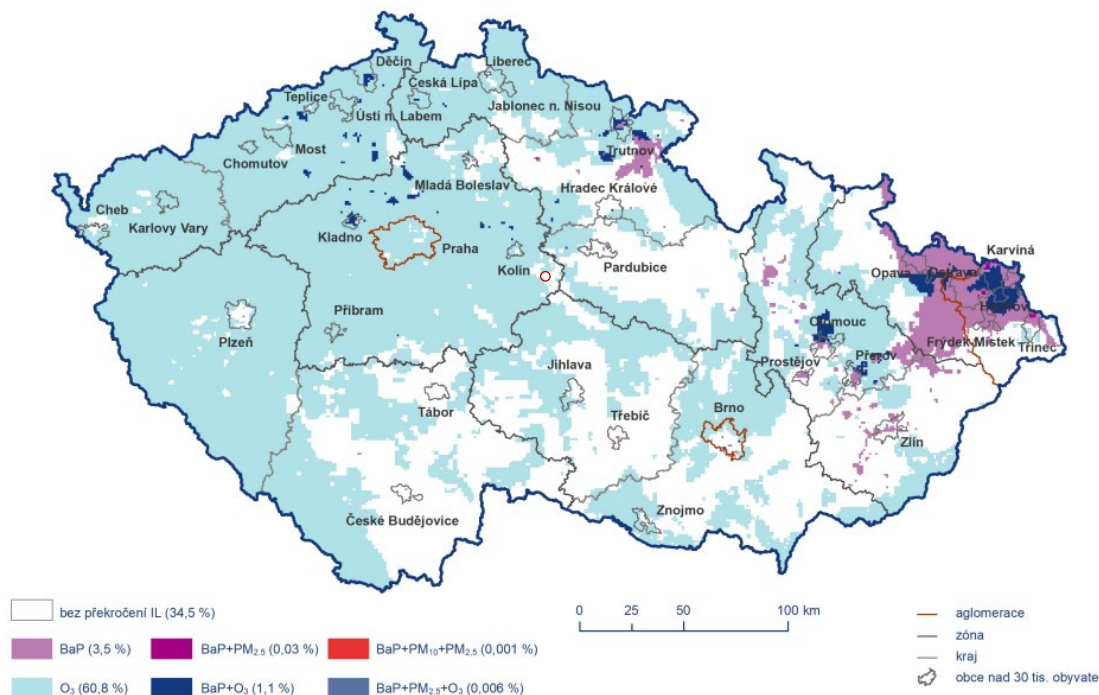 Děčín
Liberec
Teplice
Česká Lípa
Jablonec n. Nisou
Ústí n. Labem
Most
Chomutov
Trutnov
Mladá Boleslav
Hradec Králové
Cheb
Karlovy Vary
Kladno
Praha
Kolín
Pardubice
Karviná
Opava
Ostrava
Havířov
Příbram
Plzeň
Olomouc
Frýdek Místek
Třinec
Prostějov
Přerov
Jihlava
Tábor
Třebíč
Brno
Zlín
České Budějovice
Znojmo
bez překročení IL (34,5 %)
BaP (3,5 %)
BaP+PM2.5 (0,03 %)
BaP+PM10+PM2,5 (0,001 %)
O3 (60,8 %)
BaP+O3 (1,1 %)
BaP+PM2.5+O3 (0,006 %)
0 25 50 100 km
aglomerace
zóna
kraj
obce nad 30 tis. obyvatel